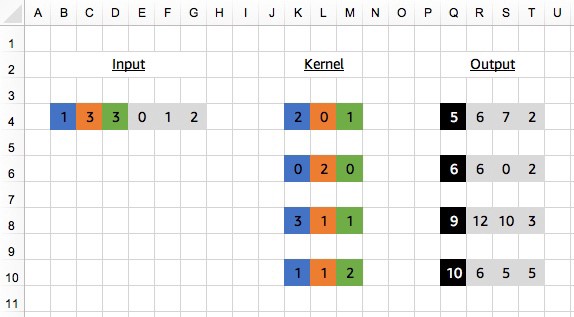 A B C D E F G H I J K L M N O P Q R S T U
1
2 Input Kernel Output
3
4 1 3 3 0 1 2 2 0 1 5 6 7 2
5
6 0 2 0 6 6 0 2
7
8 3 1 1 9 12 10 3
9
10 1 1 2 10 6 5 5
11